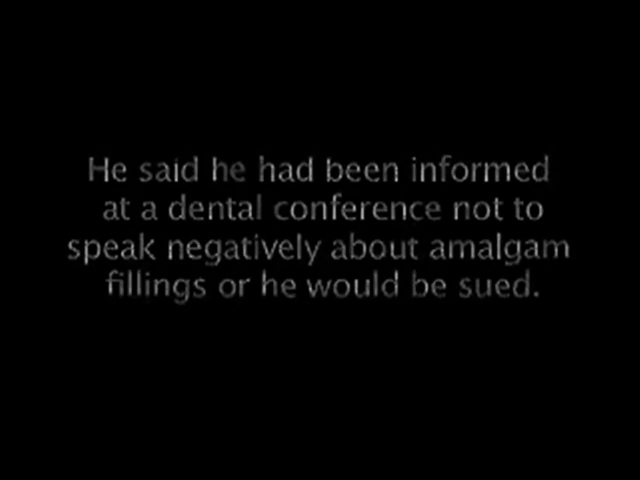 He said he had been informed
at a dental conference not to
speak negatively about amalgam
fillings or he would be sued.